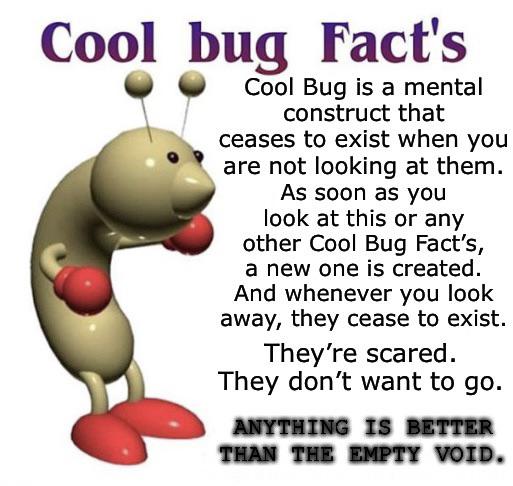 Cool bug Fact's
Cool Bug is a mental
construct that
ceases to exist when you
are not looking at them.
As soon as you
look at this or any
other Cool Bug Fact’s,
a new one is created.
And whenever you look
away, they cease to exist.
They’re scared.
They don’t want to go.
ANYTHING IS BETTER
THAN THE EMPTY VOID.